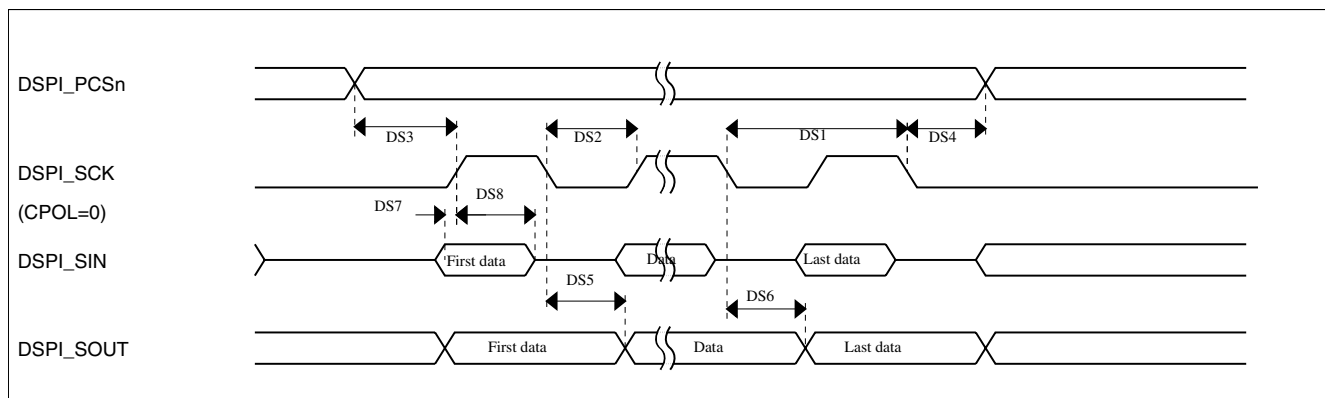 DSPI_PCSn
DS3
DS2
DS1
DS4
DSPI_SCK
(CPOL=0)
DS7
DS8
DSPI_SIN
First data
Data
Last data
DS5
DS6
DSPI_SOUT
First data
Data
Last data